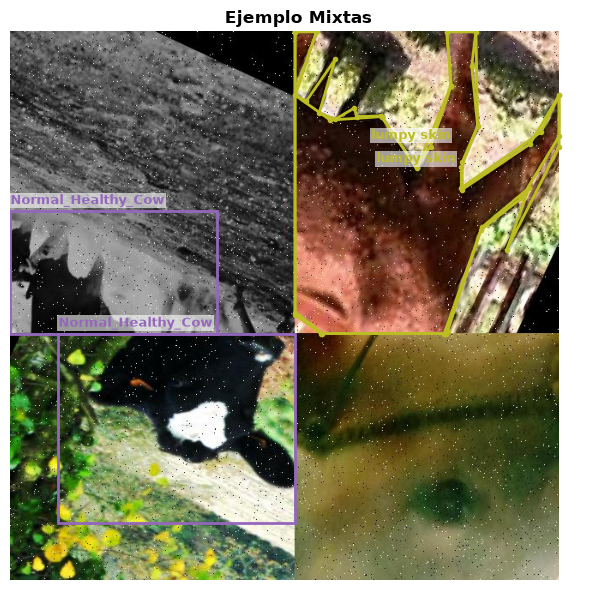 Ejemplo Mixtas
lumpy skin
lumpy skin
Normal_Healthy_Cow
Normal_Healthy_Cow